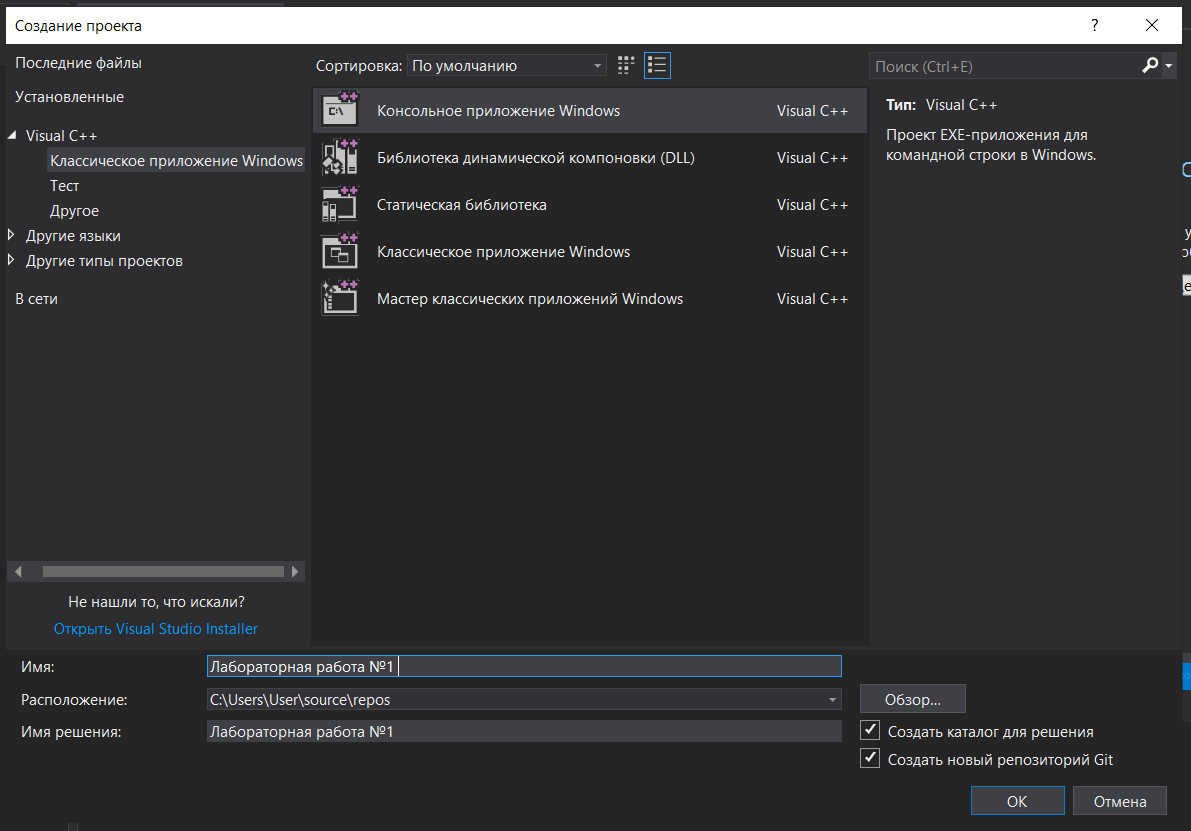 Создание проекта
?
Последние файлы
Установленные
Visual C++
Классическое приложение Windows
Тест
Другое
Другие языки
Другие типы проектов
В сети
Не нашли то, что искали?
Открыть Visual Studio Installer
Сортировка: По умолчанию
Консольное приложение Windows Visual C++
Библиотека динамической компоновки (DLL) Visual C++
Статическая библиотека Visual C++
Классическое приложение Windows Visual C++
Мастер классических приложений Windows Visual C++
Поиск (Ctrl+E)
Тип: Visual C++
Проект EXE-приложения для
командной строки в Windows.
Имя: Лабораторная работа №1
Расположение: C:\Users\User\source\repos
Обзор...
Имя решения: Лабораторная работа №1
Создать каталог для решения
Создать новый репозиторий Git
ОК
Отмена